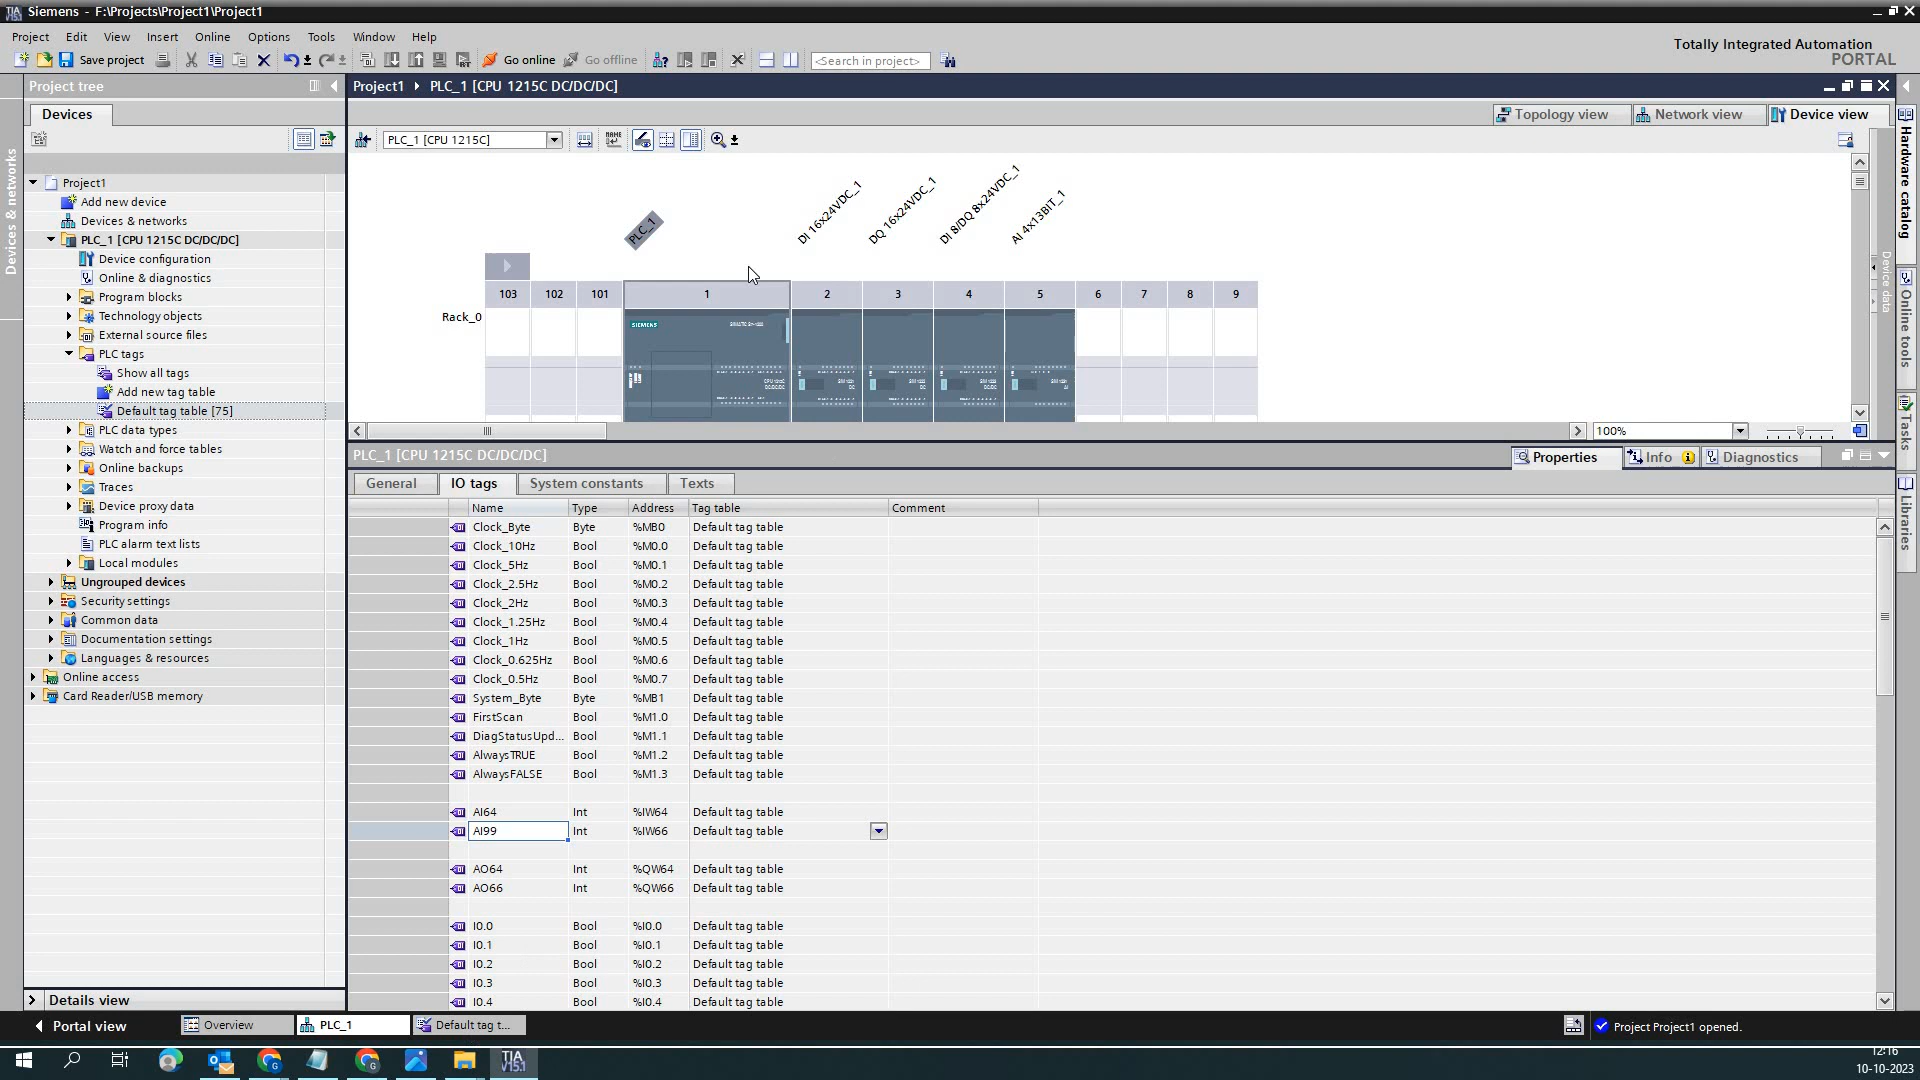 Siemens - F:\Projects\Project1\Project1
Project Edit View Insert Online Options Tools Window Help
Totally Integrated Automation
PORTAL
Save project
Go online
Go offline
<Search in project>
Project tree
Project1 PLC_1 [CPU 1215C DC/DC/DC]
Devices
Topology view
Network view
Device view
PLC_1 [CPU 1215C]
Devices & networks
Project1
Add new device
Devices & networks
PLC_1 [CPU 1215C DC/DC/DC]
Device configuration
Online & diagnostics
Program blocks
Technology objects
External source files
PLC tags
Show all tags
Add new tag table
Default tag table [75]
PLC data types
Watch and force tables
Online backups
Traces
Device proxy data
Program info
PLC alarm text lists
Local modules
Ungrouped devices
Security settings
Common data
Documentation settings
Languages & resources
Online access
Card Reader/USB memory
Details view
PLC_1
DI 16x24VDC_1
DQ 16x24VDC_1
DI 8/DQ 8x24VDC_1
AI 4x13BIT_1
103 102 101 1 2 3 4 5 6 7 8 9
Rack_0
SIEMENS
100%
Hardware catalog
Device data
Online tools
Tasks
Libraries
PLC_1 [CPU 1215C DC/DC/DC]
Properties
Info
Diagnostics
General
IO tags
System constants
Texts
Name Type Address Tag table Comment
Clock_Byte Byte %MB0 Default tag table
Clock_10Hz Bool %M0.0 Default tag table
Clock_5Hz Bool %M0.1 Default tag table
Clock_2.5Hz Bool %M0.2 Default tag table
Clock_2Hz Bool %M0.3 Default tag table
Clock_1.25Hz Bool %M0.4 Default tag table
Clock_1Hz Bool %M0.5 Default tag table
Clock_0.625Hz Bool %M0.6 Default tag table
Clock_0.5Hz Bool %M0.7 Default tag table
System_Byte Byte %MB1 Default tag table
FirstScan Bool %M1.0 Default tag table
DiagStatusUpd... Bool %M1.1 Default tag table
AlwaysTRUE Bool %M1.2 Default tag table
AlwaysFALSE Bool %M1.3 Default tag table
AI64 Int %IW64 Default tag table
AI99 Int %IW66 Default tag table
AO64 Int %QW64 Default tag table
AO66 Int %QW66 Default tag table
I0.0 Bool %I0.0 Default tag table
I0.1 Bool %I0.1 Default tag table
I0.2 Bool %I0.2 Default tag table
I0.3 Bool %I0.3 Default tag table
I0.4 Bool %I0.4 Default tag table
Portal view
Overview
PLC_1
Default tag t...
Project Project1 opened.
TIA
V15.1
12:16
10-10-2023